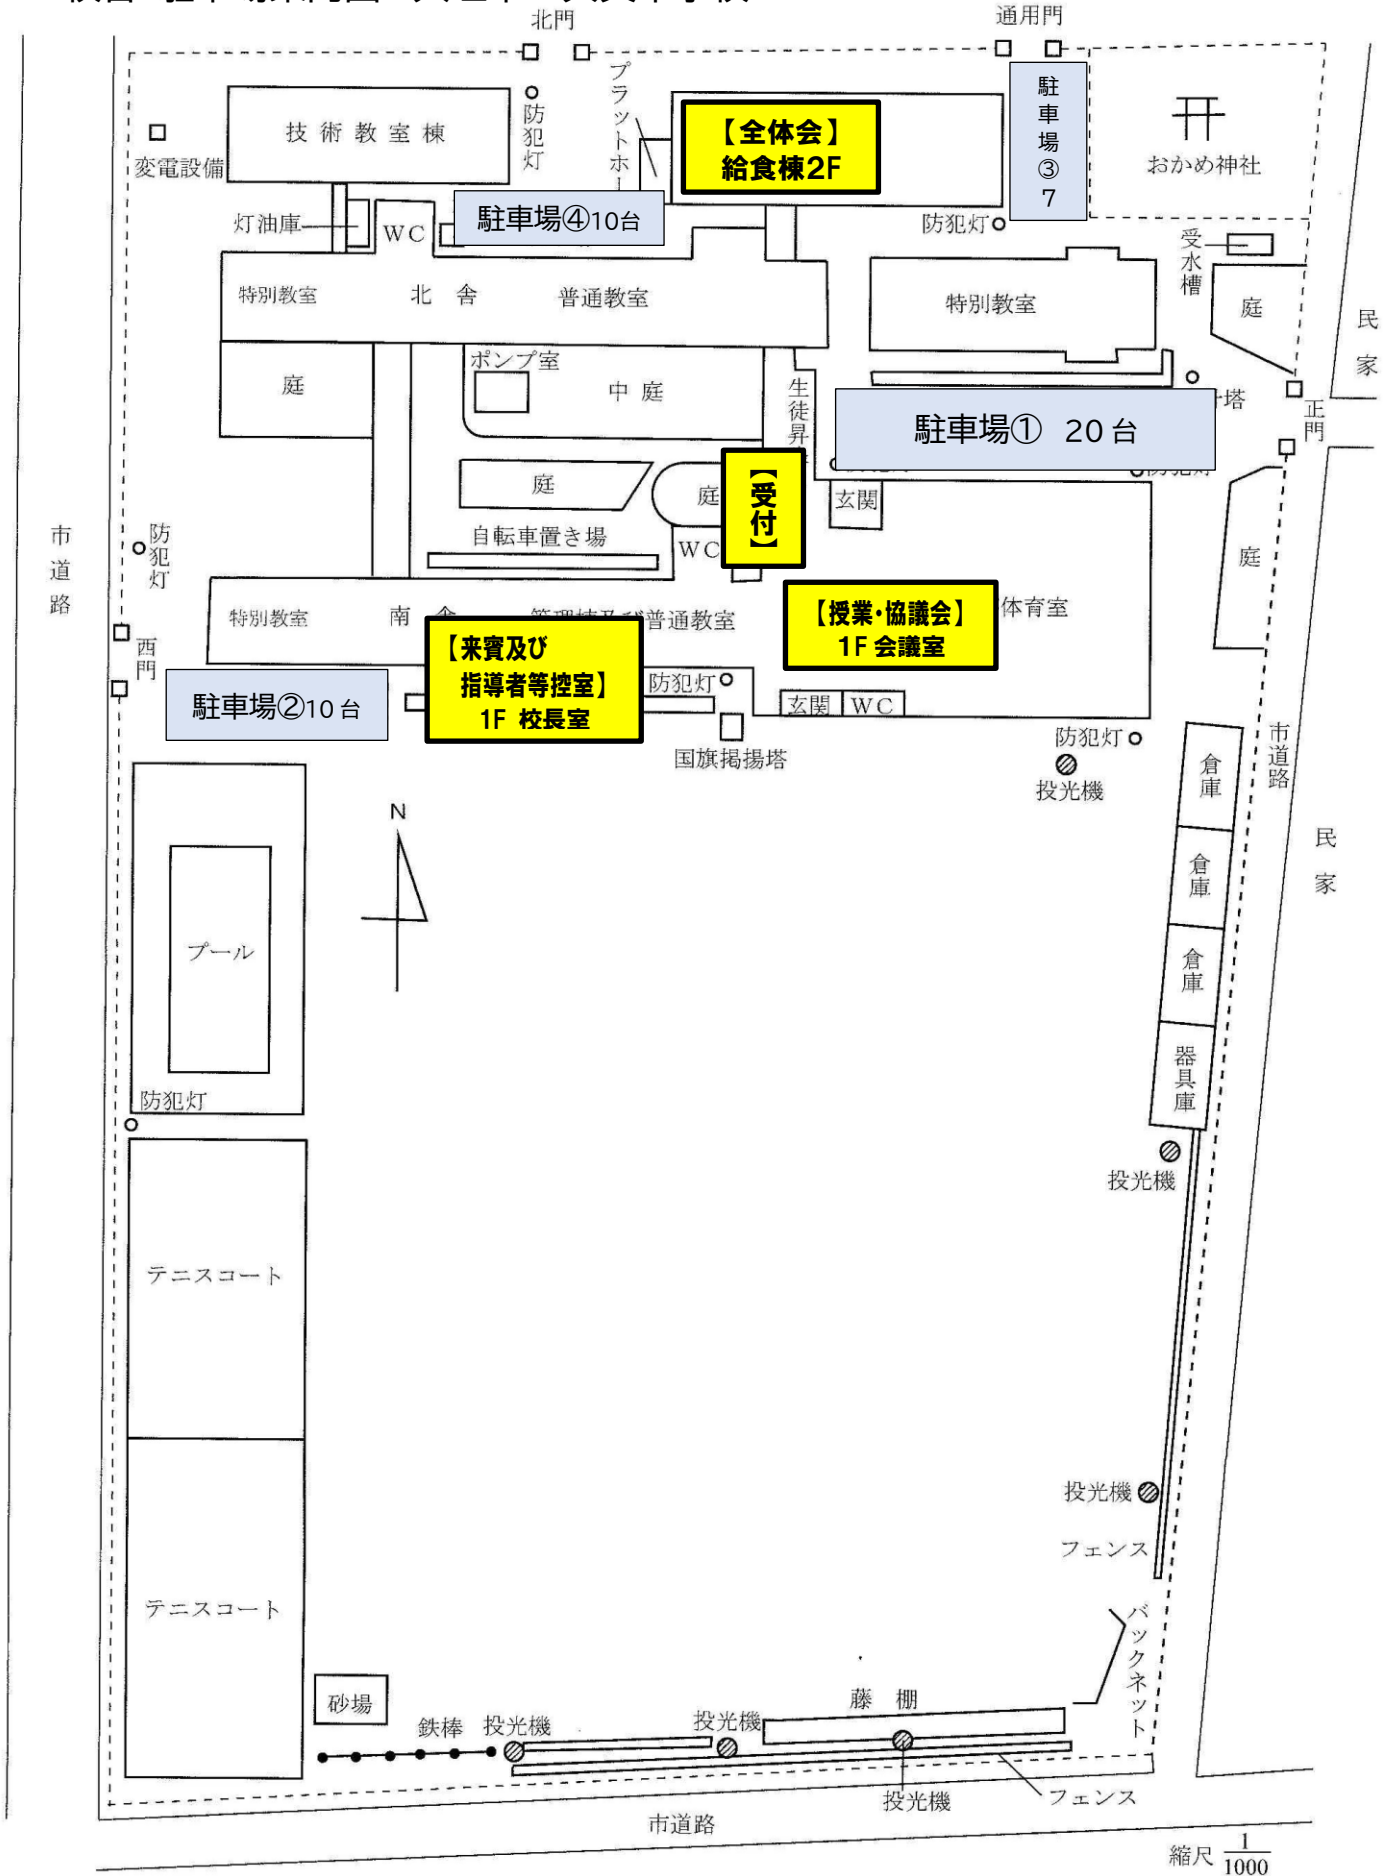 北門
通用門
プラットホー
防犯灯
技術教室棟
変電設備
【全体会】
給食棟2F
駐車場③7
おかめ神社
灯油庫
WC
駐車場④10台
防犯灯
受水槽
特別教室
北舎
普通教室
特別教室
庭
民家
庭
ポンプ室
中庭
生徒昇
駐車場① 20台
塔
正門
庭
庭
【受付】
玄関
自転車置き場
WC
庭
市道路
防犯灯
西門
特別教室
南
普通教室
【授業・協議会】
1F 会議室
体育室
【来賓及び
指導者等控室】
1F 校長室
駐車場②10台
防犯灯
玄関
WC
国旗掲揚塔
防犯灯
投光機
市道路
倉庫
民家
N
倉庫
プール
倉庫
器具庫
防犯灯
投光機
テニスコート
投光機
フェンス
テニスコート
バックネット
砂場
鉄棒
投光機
投光機
藤棚
投光機
フェンス
市道路
縮尺 1/1000